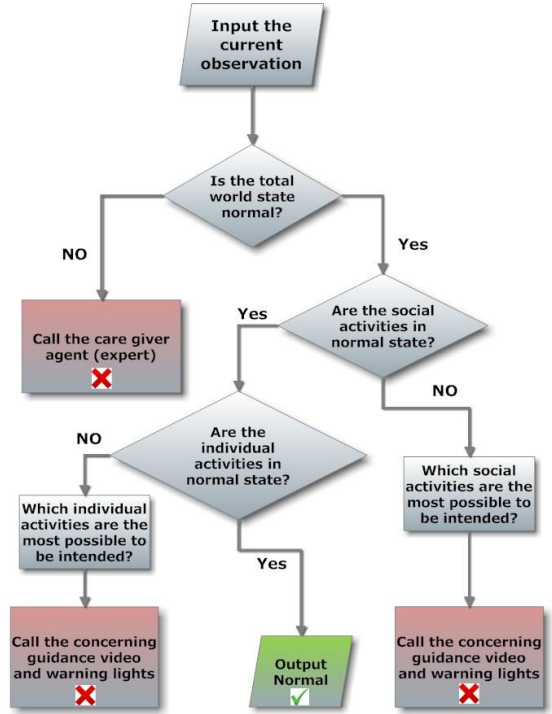 Input the
current
observation
Is the total
world state
normal?
NO
Yes
Call the care giver
agent (expert)
Yes
Are the social
activities in
normal state?
NO
NO
Are the
individual
activities in
normal state?
Which social
activities are the
most possible to
be intended?
Which individual
activities are the
most possible to
be intended?
Yes
Call the concerning
guidance video
and warning lights
Output
Normal
Call the concerning
guidance video
and warning lights